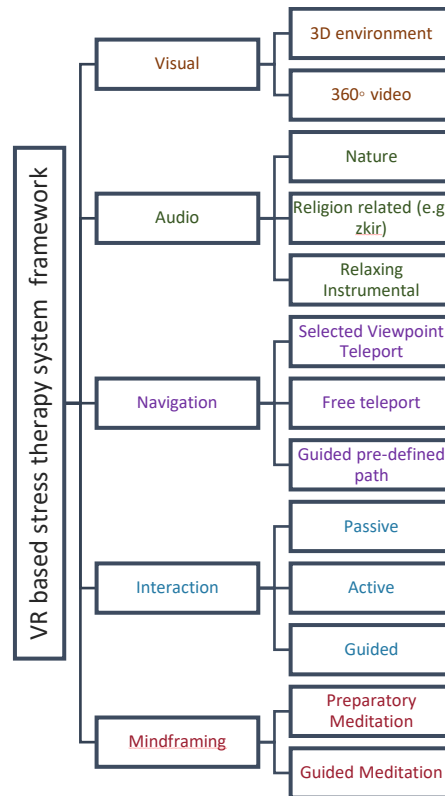 VR based stress therapy system framework
Visual
3D environment
360° video
Audio
Nature
Religion related (e.g
zkir)
Relaxing
Instrumental
Navigation
Selected Viewpoint
Teleport
Free teleport
Guided pre-defined
path
Interaction
Passive
Active
Guided
Mindframing
Preparatory
Meditation
Guided Meditation